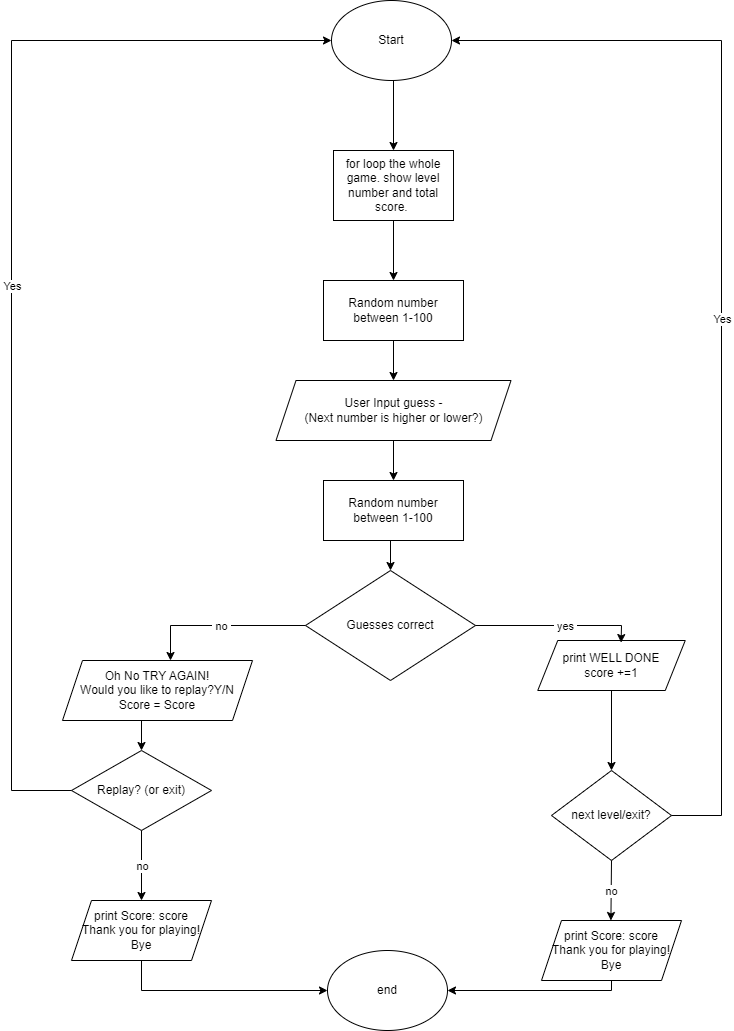 Start
for loop the whole
game. show level
number and total
score.
Yes
Random number
between 1-100
Yes
User Input guess -
(Next number is higher or lower?)
Random number
between 1-100
Guesses correct
no
yes
Oh No TRY AGAIN!
Would you like to replay?Y/N
Score = Score
print WELL DONE
score +=1
Replay? (or exit)
next level/exit?
no
no
print Score: score
Thank you for playing!
Bye
print Score: score
Thank you for playing!
Bye
end